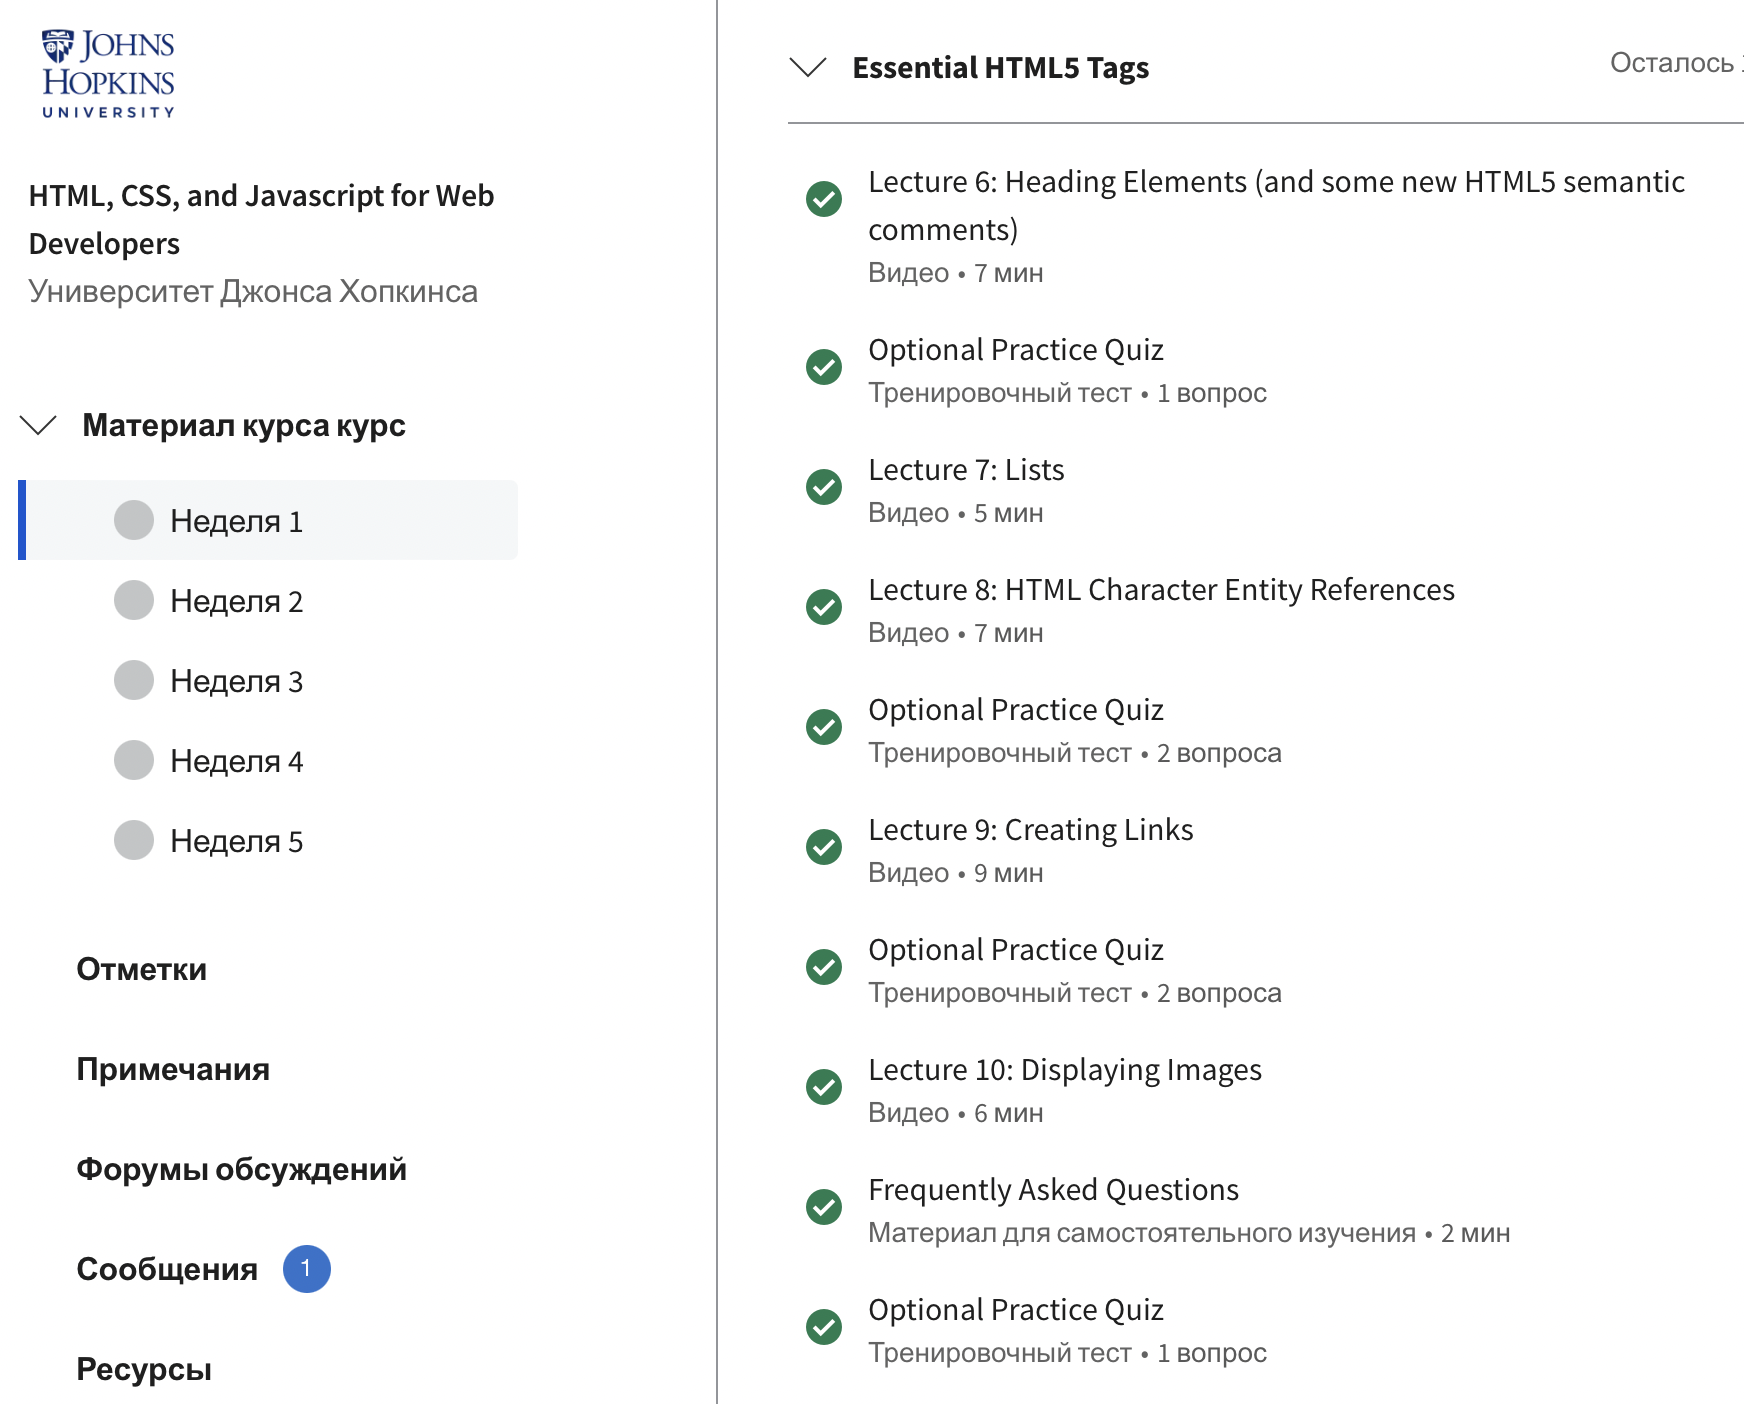 JOHNS
HOPKINS
UNIVERSITY
HTML, CSS, and Javascript for Web
Developers
Университет Джонса Хопкинса
Материал курса курс
Неделя 1
Неделя 2
Неделя 3
Неделя 4
Неделя 5
Отметки
Примечания
Форумы обсуждений
Сообщения 1
Ресурсы
Essential HTML5 Tags
Осталось
Lecture 6: Heading Elements (and some new HTML5 semantic
comments)
Видео • 7 мин
Optional Practice Quiz
Тренировочный тест • 1 вопрос
Lecture 7: Lists
Видео • 5 мин
Lecture 8: HTML Character Entity References
Видео • 7 мин
Optional Practice Quiz
Тренировочный тест • 2 вопроса
Lecture 9: Creating Links
Видео • 9 мин
Optional Practice Quiz
Тренировочный тест • 2 вопроса
Lecture 10: Displaying Images
Видео • 6 мин
Frequently Asked Questions
Материал для самостоятельного изучения • 2 мин
Optional Practice Quiz
Тренировочный тест • 1 вопрос